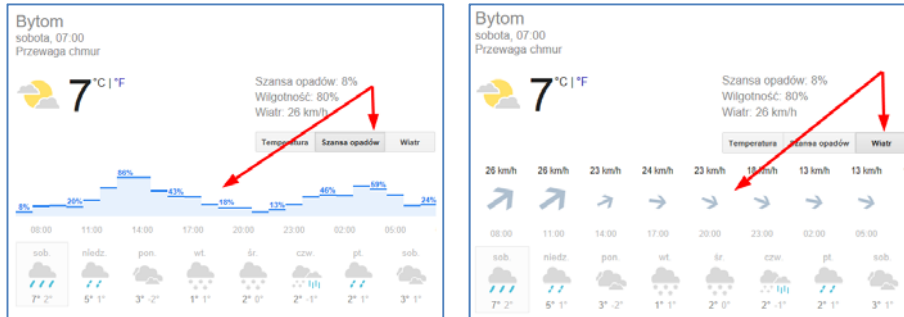 Bytom
sobota, 07:00
Przewaga chmur
7 °C | °F
Szansa opadów: 8%
Wilgotność: 80%
Wiatr: 26 km/h
Temperatura Szansa opadów Wiatr
8% 20% 86% 43% 18% 13% 46% 59% 24%
08:00 11:00 14:00 17:00 20:00 23:00 02:00 05:00
sob. niedz. pon. wt. śr. czw. pt. sob.
7° 2° 5° 1° 3° -2° 1° 1° 2° 0° 2° -1° 2° 1° 3° 1°
Bytom
sobota, 07:00
Przewaga chmur
7 °C | °F
Szansa opadów: 8%
Wilgotność: 80%
Wiatr: 26 km/h
Temperatura Szansa opadów Wiatr
26 km/h 26 km/h 23 km/h 24 km/h 23 km/h 18 km/h 13 km/h 13 km/h
08:00 11:00 14:00 17:00 20:00 23:00 02:00 05:00
sob. niedz. pon. wt. śr. czw. pt. sob.
7° 2° 5° 1° 3° -2° 1° 1° 2° 0° 2° -1° 2° 1° 3° 1°